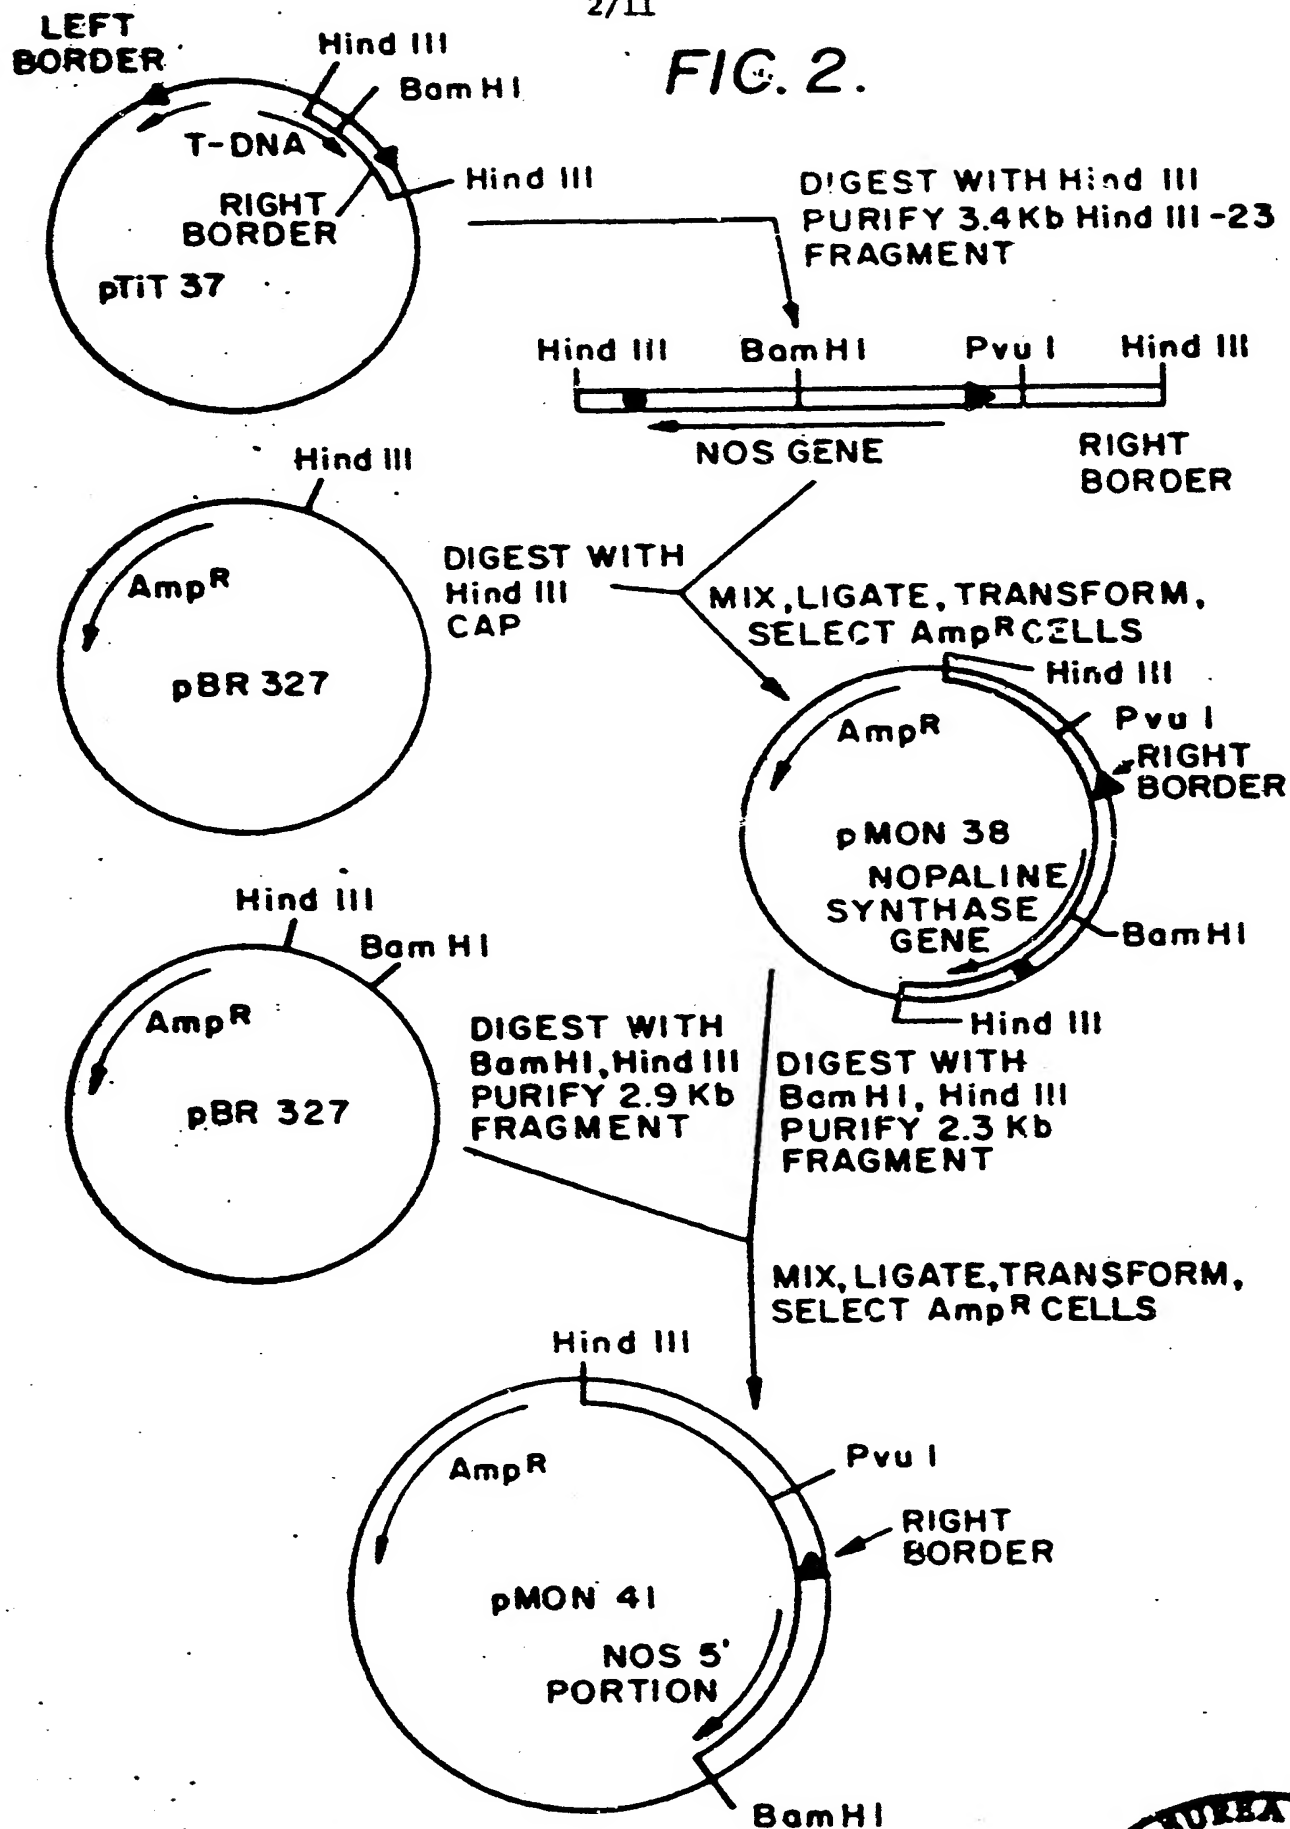 2/11
FIG. 2.
LEFT
BORDER
Hind III
Bam HI
T-DNA
Hind III
RIGHT
BORDER
pTiT 37
DIGEST WITH Hind III
PURIFY 3.4 Kb Hind III -23
FRAGMENT
Hind III
BamHI
Pvu I
Hind III
NOS GENE
RIGHT
BORDER
Hind III
AmpR
pBR 327
DIGEST WITH
Hind III
CAP
MIX, LIGATE, TRANSFORM,
SELECT AmpR CELLS
Hind III
Pvu I
RIGHT
BORDER
AmpR
pMON 38
NOPALINE
SYNTHASE
GENE
BamHI
Hind III
Hind III
Bam HI
AmpR
pBR 327
DIGEST WITH
BamHI, Hind III
PURIFY 2.9 Kb
FRAGMENT
DIGEST WITH
BamHI, Hind III
PURIFY 2.3 Kb
FRAGMENT
MIX, LIGATE, TRANSFORM,
SELECT AmpR CELLS
Hind III
Pvu I
AmpR
RIGHT
BORDER
pMON 41
NOS 5'
PORTION
BamHI